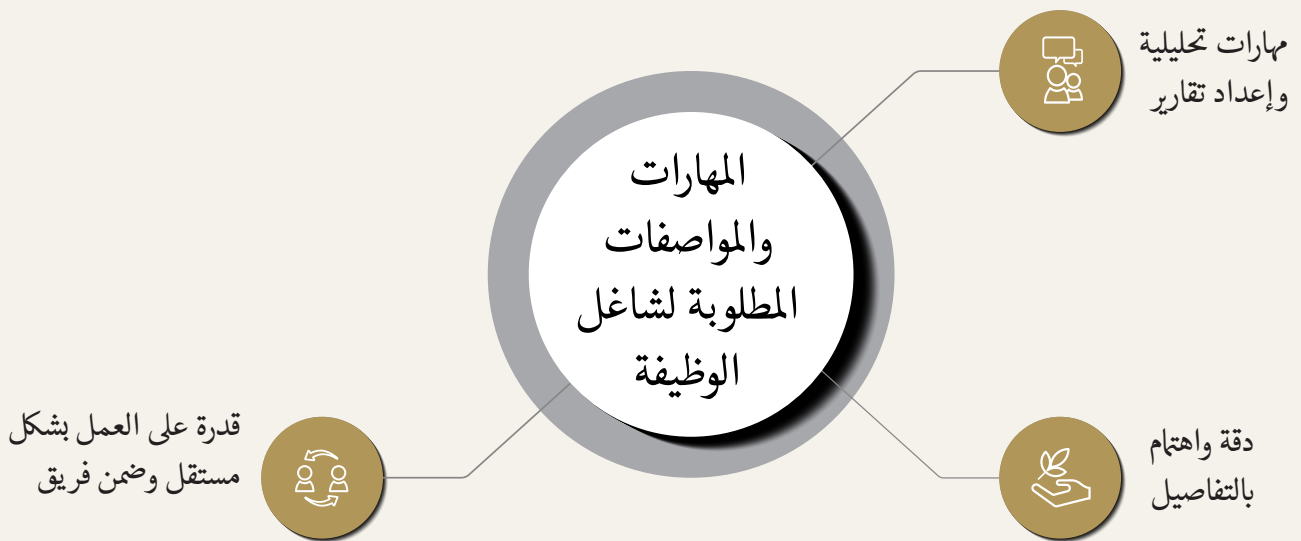 المهارات
والمواصفات
المطلوبة لشاغل
الوظيفة
مهارات تحليلية
وإعداد تقارير
دقة واهتمام
بالتفاصيل
قدرة على العمل بشكل
مستقل وضمن فريق